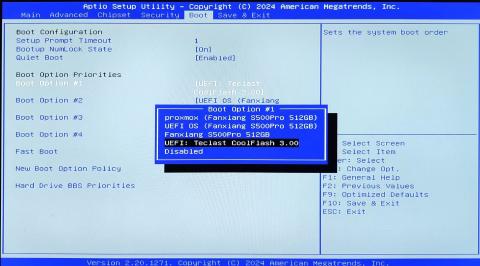 Aptio Setup Utility - Copyright (C) 2024 American Megatrends, Inc.
Main Advanced Chipset Security Boot Save & Exit
Boot Configuration
Setup Prompt Timeout 1
Bootup NumLock State [On]
Quiet Boot [Enabled]
Boot Option Priorities
Boot Option #1 [UEFI: Teclast
CoolFlash 3.00]
Boot Option #2 [UEFI OS (Fanxiang
Boot Option #3
Boot Option #4
Fast Boot
New Boot Option Policy
Hard Drive BBS Priorities
Boot Option #1
proxmox (Fanxiang S500Pro 512GB)
UEFI OS (Fanxiang S500Pro 512GB)
Fanxiang S500Pro 512GB
UEFI: Teclast CoolFlash 3.00
Disabled
Sets the system boot order
Select Screen
Select Item
er: Select
Change Opt.
F1: General Help
F2: Previous Values
F9: Optimized Defaults
F10: Save & Exit
ESC: Exit
Version 2.20.1271. Copyright (C) 2024 American Megatrends, Inc.